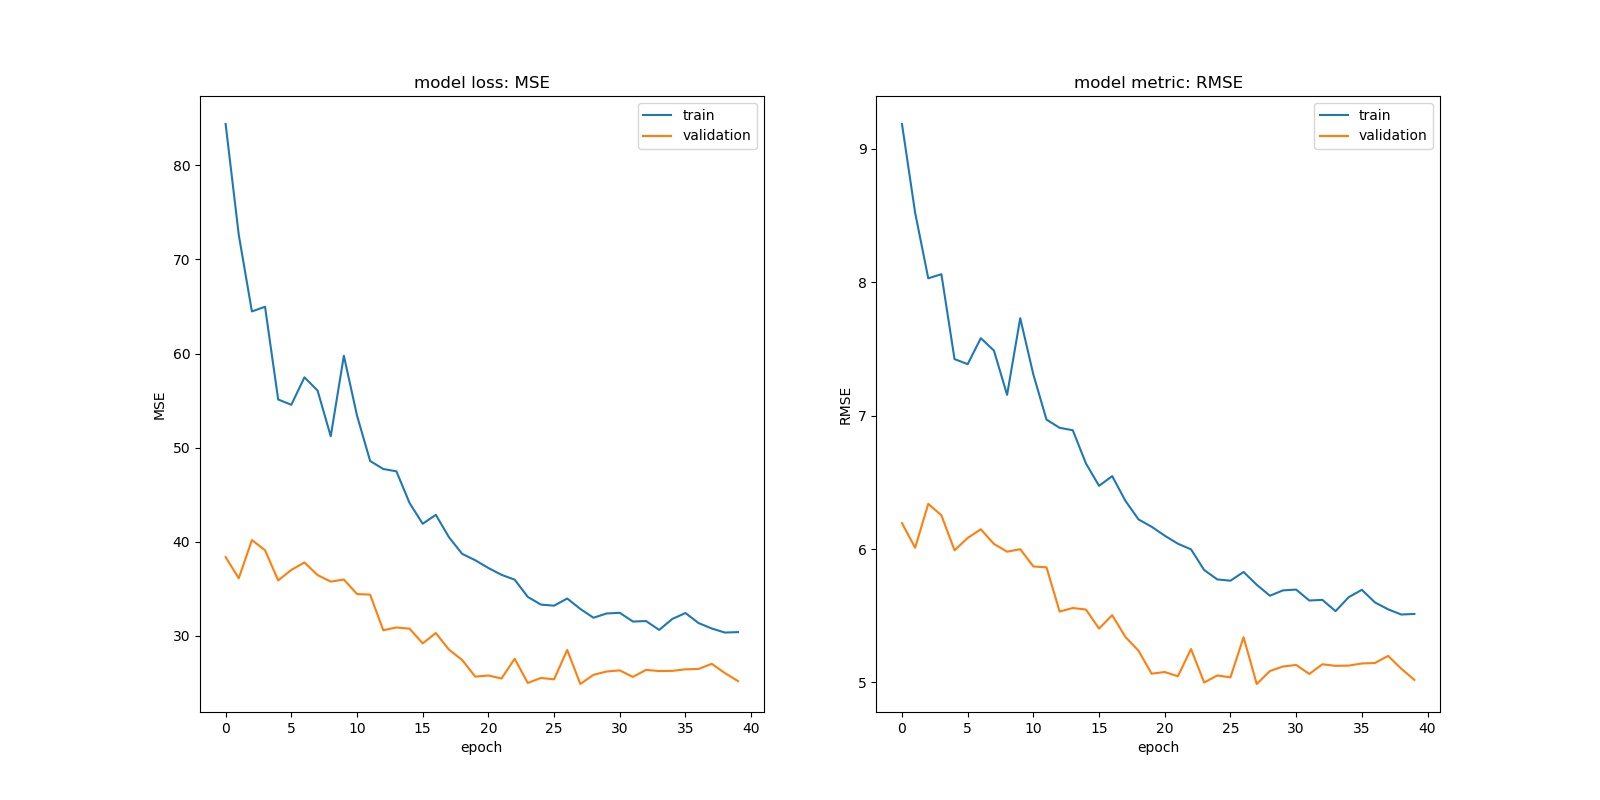 model loss: MSE
train
validation
MSE
80
70
60
50
40
30
0 5 10 15 20 25 30 35 40
epoch
model metric: RMSE
train
validation
RMSE
9
8
7
6
5
0 5 10 15 20 25 30 35 40
epoch